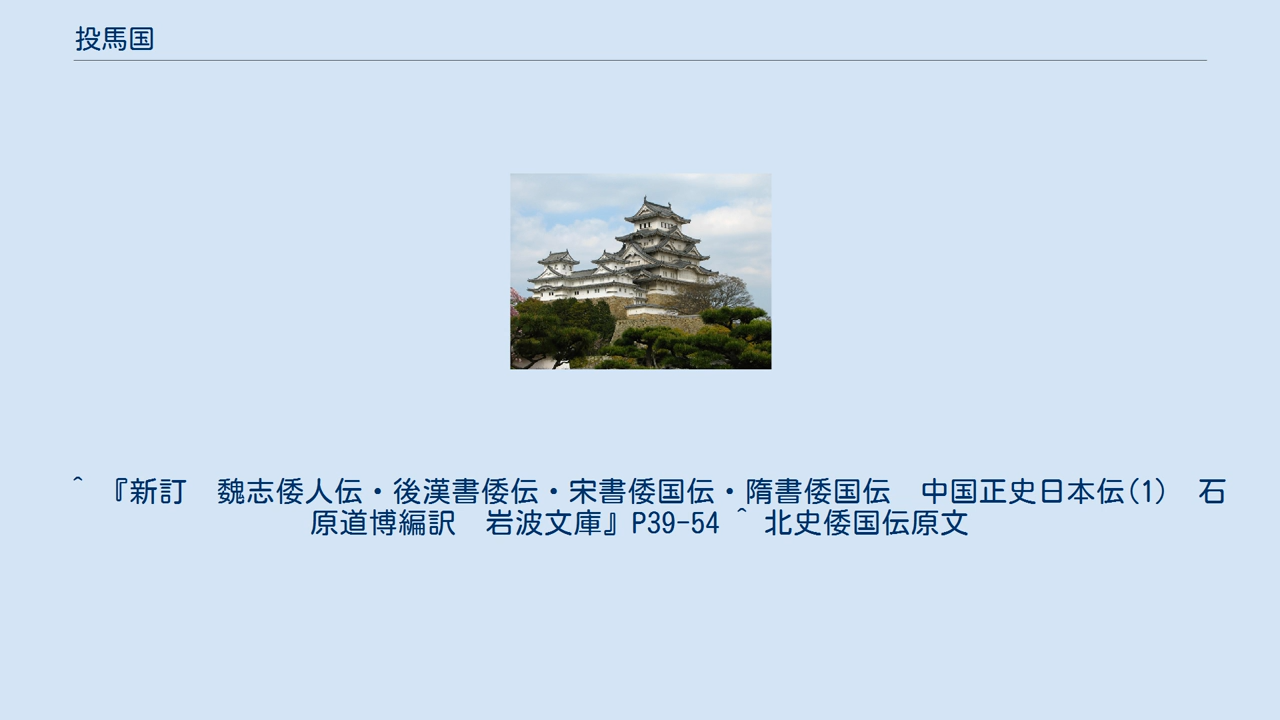 投馬国
^　『新訂　魏志倭人伝・後漢書倭伝・宋書倭国伝・隋書倭国伝　中国正史日本伝(1)　石
原道博編訳　岩波文庫』P39-54 ^ 北史倭国伝原文